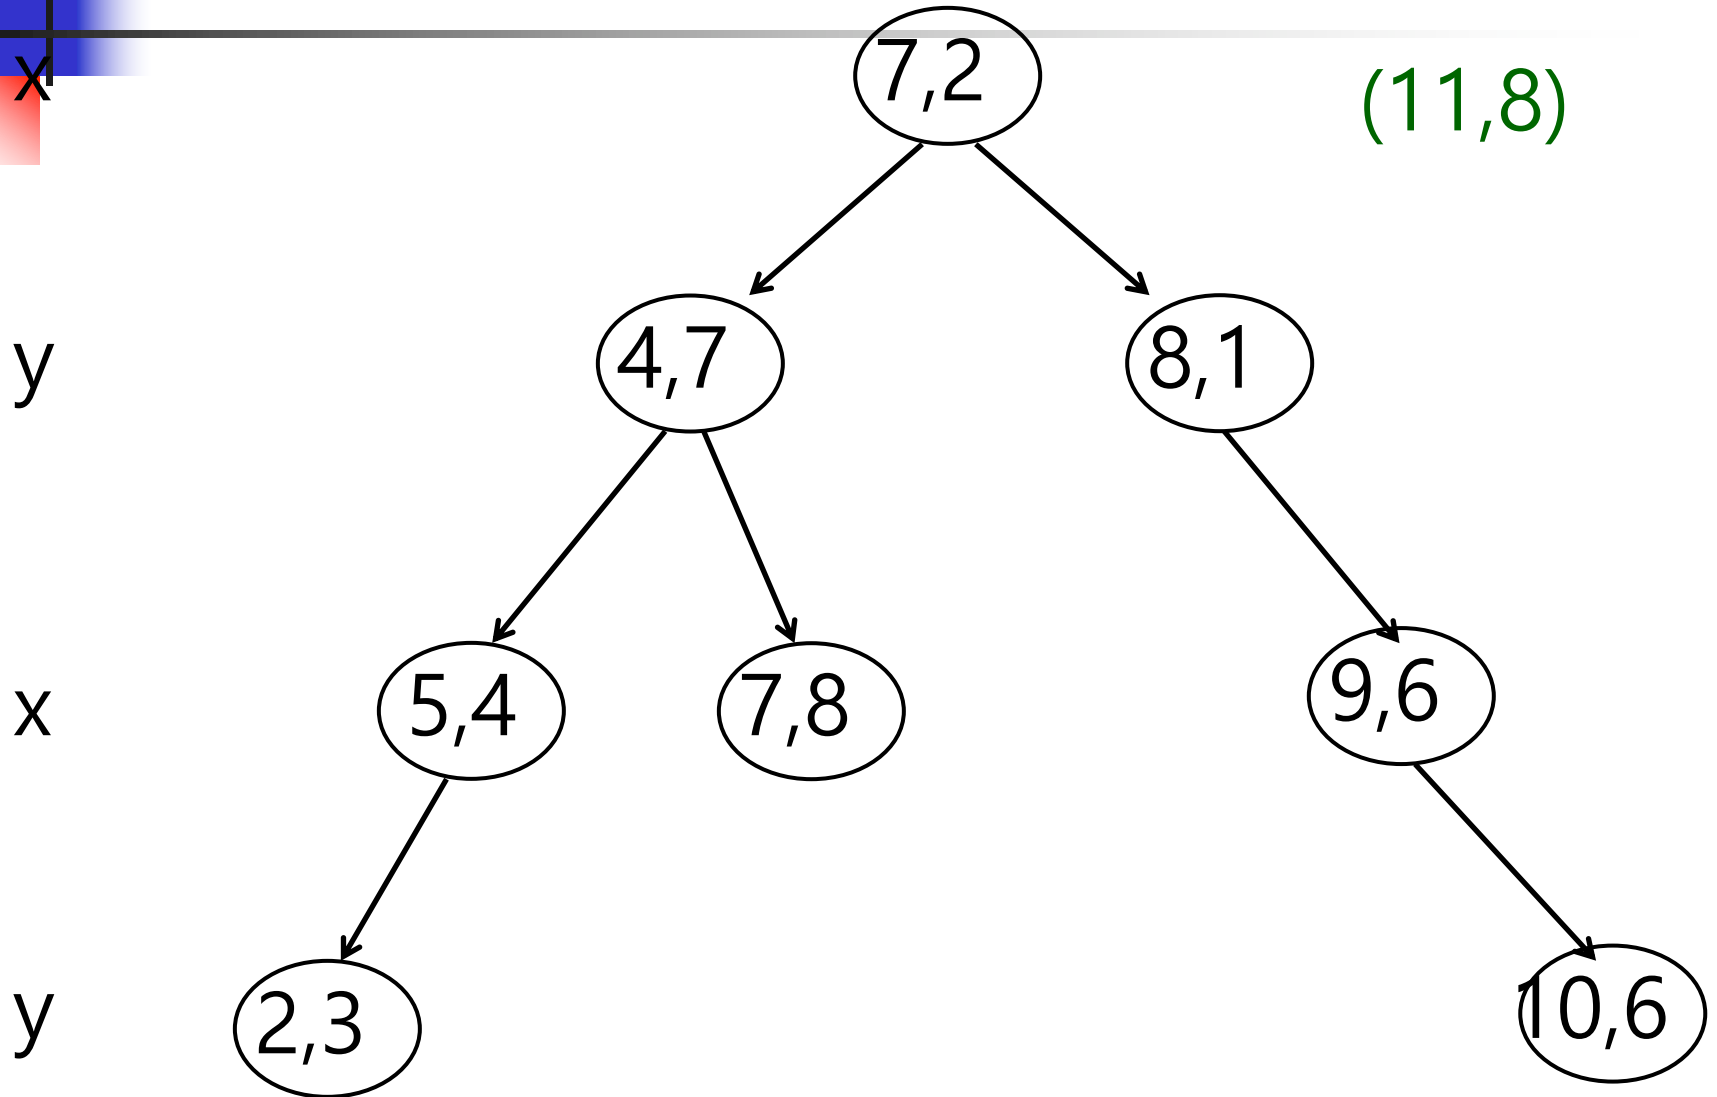 x 7,2 (11,8)
y 4,7 8,1
x 5,4 7,8 9,6
y 2,3 10,6